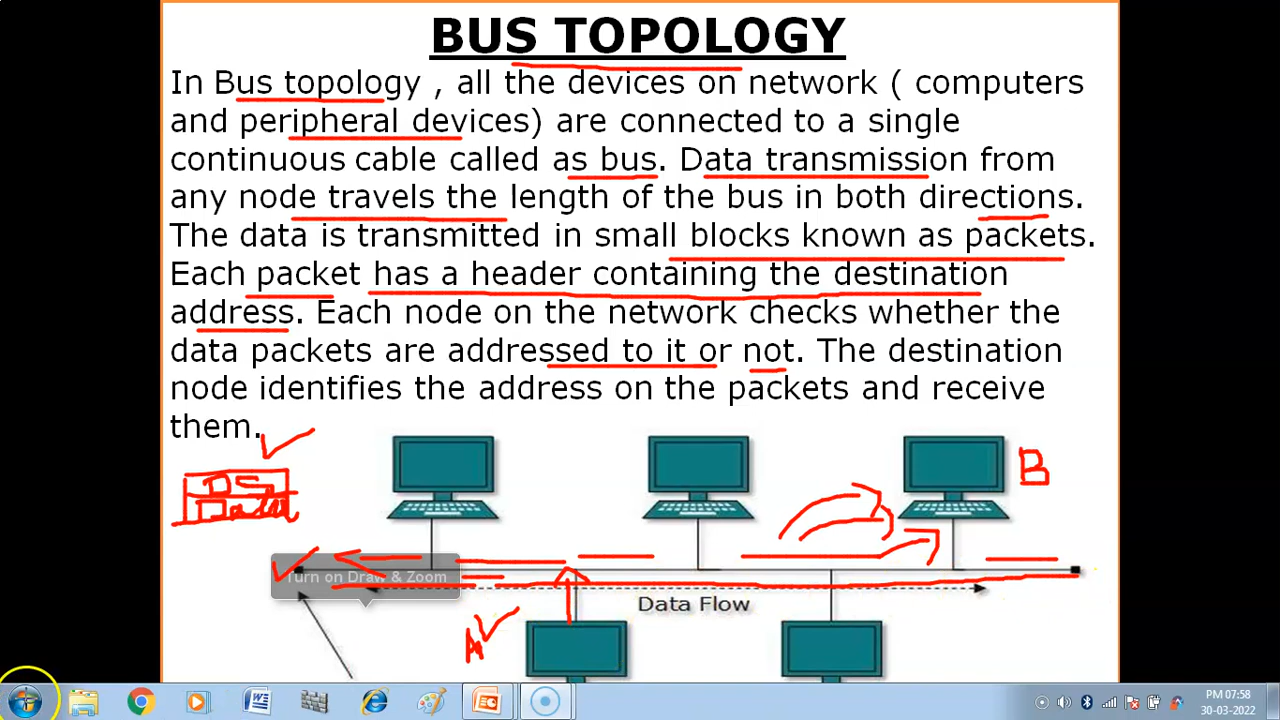 BUS TOPOLOGY
In Bus topology , all the devices on network ( computers
and peripheral devices) are connected to a single
continuous cable called as bus. Data transmission from
any node travels the length of the bus in both directions.
The data is transmitted in small blocks known as packets.
Each packet has a header containing the destination
address. Each node on the network checks whether the
data packets are addressed to it or not. The destination
node identifies the address on the packets and receive
them.
B
DS
Data
Turn on Draw & Zoom
Data Flow
A
PM 07:58
30-03-2022